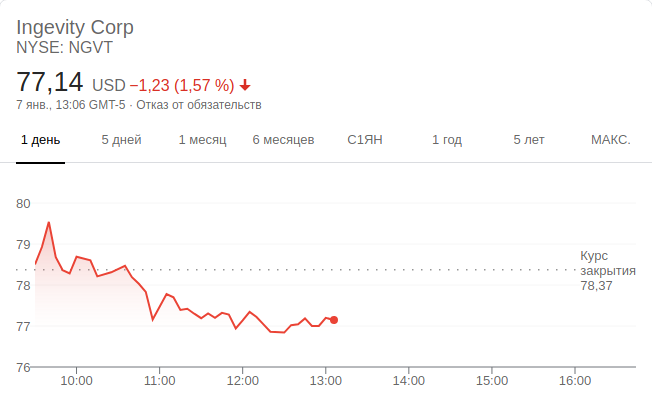 Ingevity Corp
NYSE: NGVT
77,14 USD −1,23 (1,57 %)
7 янв., 13:06 GMT-5 · Отказ от обязательств
1 день 5 дней 1 месяц 6 месяцев С1ЯН 1 год 5 лет МАКС.
80
79
Курс
закрытия
78,37
78
77
76
10:00 11:00 12:00 13:00 14:00 15:00 16:00